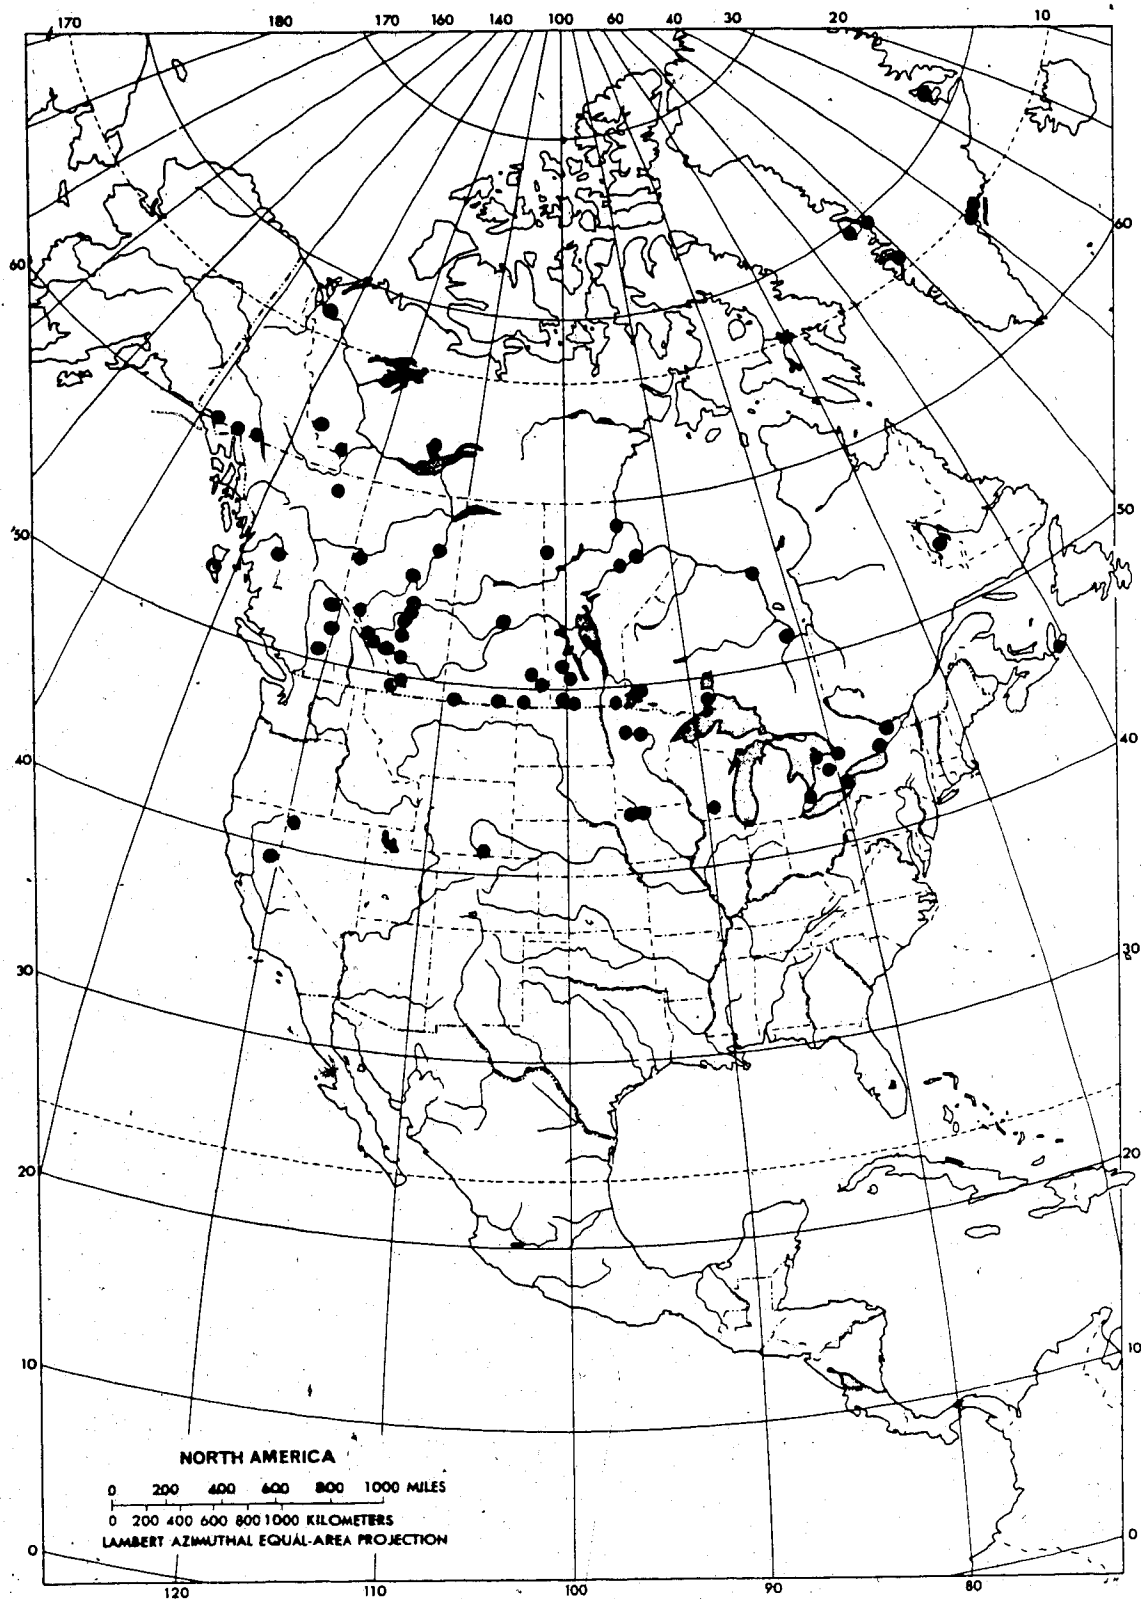 170 180 170 160 140 100 60 40 30 20 10
60 60
50 50
40 40
30 30
20 20
10 10
NORTH AMERICA
0 200 400 600 800 1000 MILES
0 200 400 600 800 1000 KILOMETERS
LAMBERT AZIMUTHAL EQUAL-AREA PROJECTION
0 0
120 110 100 90 80